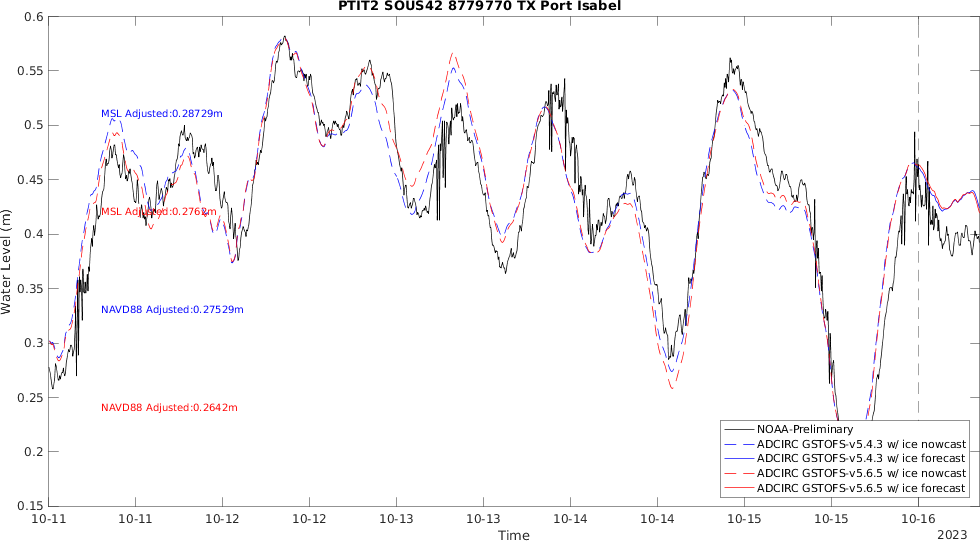 PTIT2 SOUS42 8779770 TX Port Isabel
0.6
0.55
0.5
0.45
0.4
0.35
0.3
0.25
0.2
0.15
Water Level (m)
MSL Adjusted:0.28729m
MSL Adjusted:0.2762m
NAVD88 Adjusted:0.27529m
NAVD88 Adjusted:0.2642m
NOAA-Preliminary
ADCIRC GSTOFS-v5.4.3 w/ ice nowcast
ADCIRC GSTOFS-v5.4.3 w/ ice forecast
ADCIRC GSTOFS-v5.6.5 w/ ice nowcast
ADCIRC GSTOFS-v5.6.5 w/ ice forecast
10-11 10-11 10-12 10-12 10-13 10-13 10-14 10-14 10-15 10-15 10-16
Time
2023